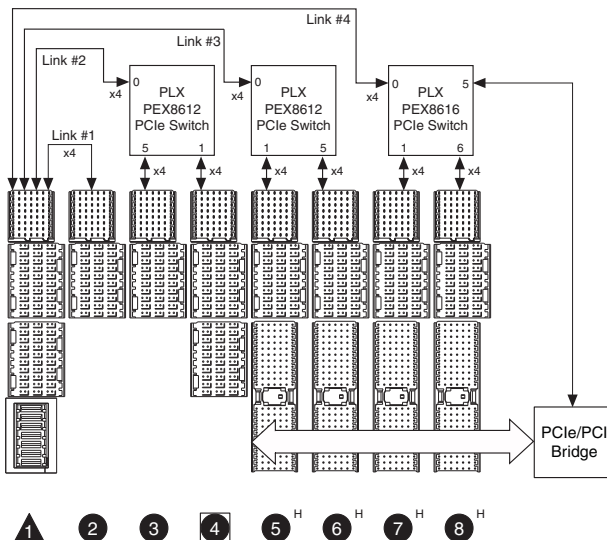 Link #4
Link #3
Link #2
Link #1
x4
0
x4
PLX
PEX8612
PCIe Switch
5
1
0
x4
PLX
PEX8612
PCIe Switch
1
5
0
x4
5
PLX
PEX8616
PCIe Switch
1
6
x4
x4
x4
x4
x4
x4
PCIe/PCI
Bridge
1
2
3
4
5 H
6 H
7 H
8 H